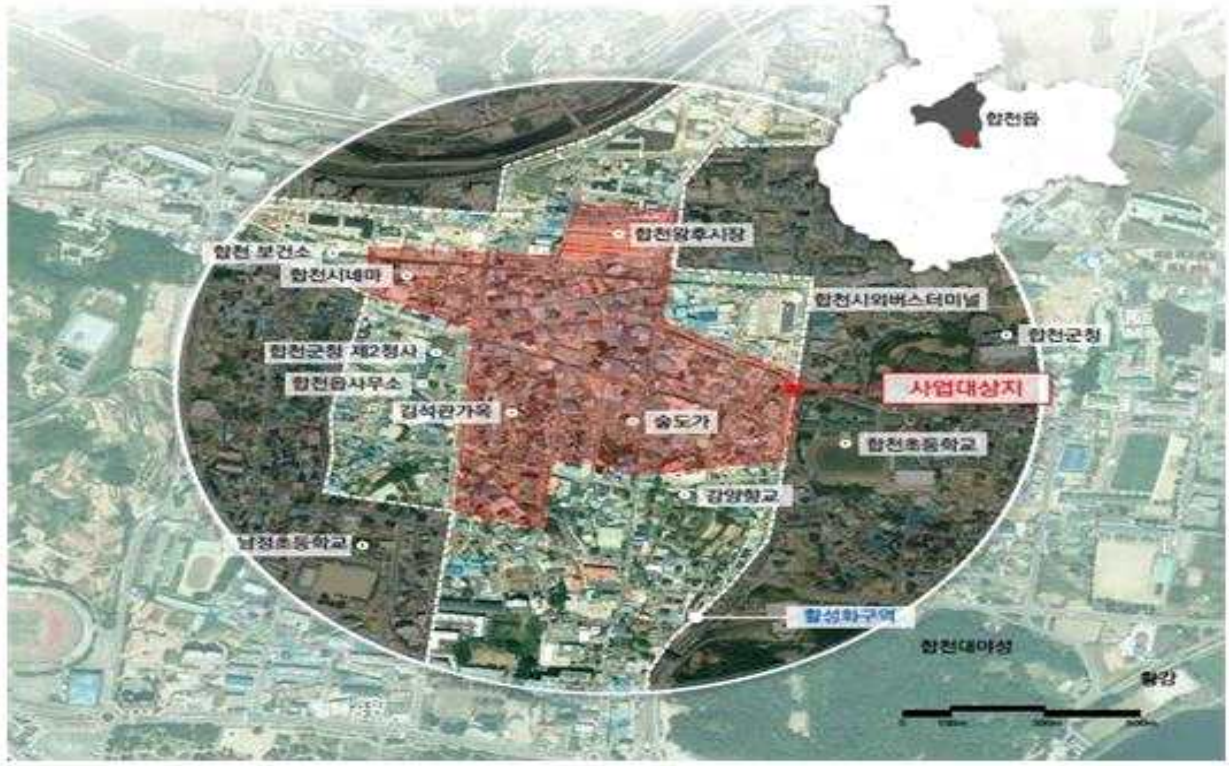 합천읍
합천왕후시장
합천 보건소
합천시네마
합천시외버스터미널
합천군청
합천군청 제2청사
합천읍사무소
사업대상지
김석관가옥
술도가
합천초등학교
강양향교
남정초등학교
활성화구역
합천대야성
황강
0